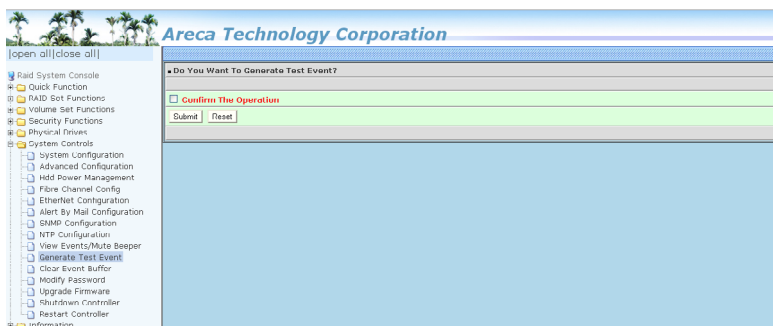 Areca Technology Corporation
|open all|close all|
Raid System Console
Quick Function
RAID Set Functions
Volume Set Functions
Security Functions
Physical Drives
System Controls
System Configuration
Advanced Configuration
Hdd Power Management
Fibre Channel Config
EtherNet Configuration
Alert By Mail Configuration
SNMP Configuration
NTP Configuration
View Events/Mute Beeper
Generate Test Event
Clear Event Buffer
Modify Password
Upgrade Firmware
Shutdown Controller
Restart Controller
Information
Do You Want To Generate Test Event?
Confirm The Operation
Submit Reset